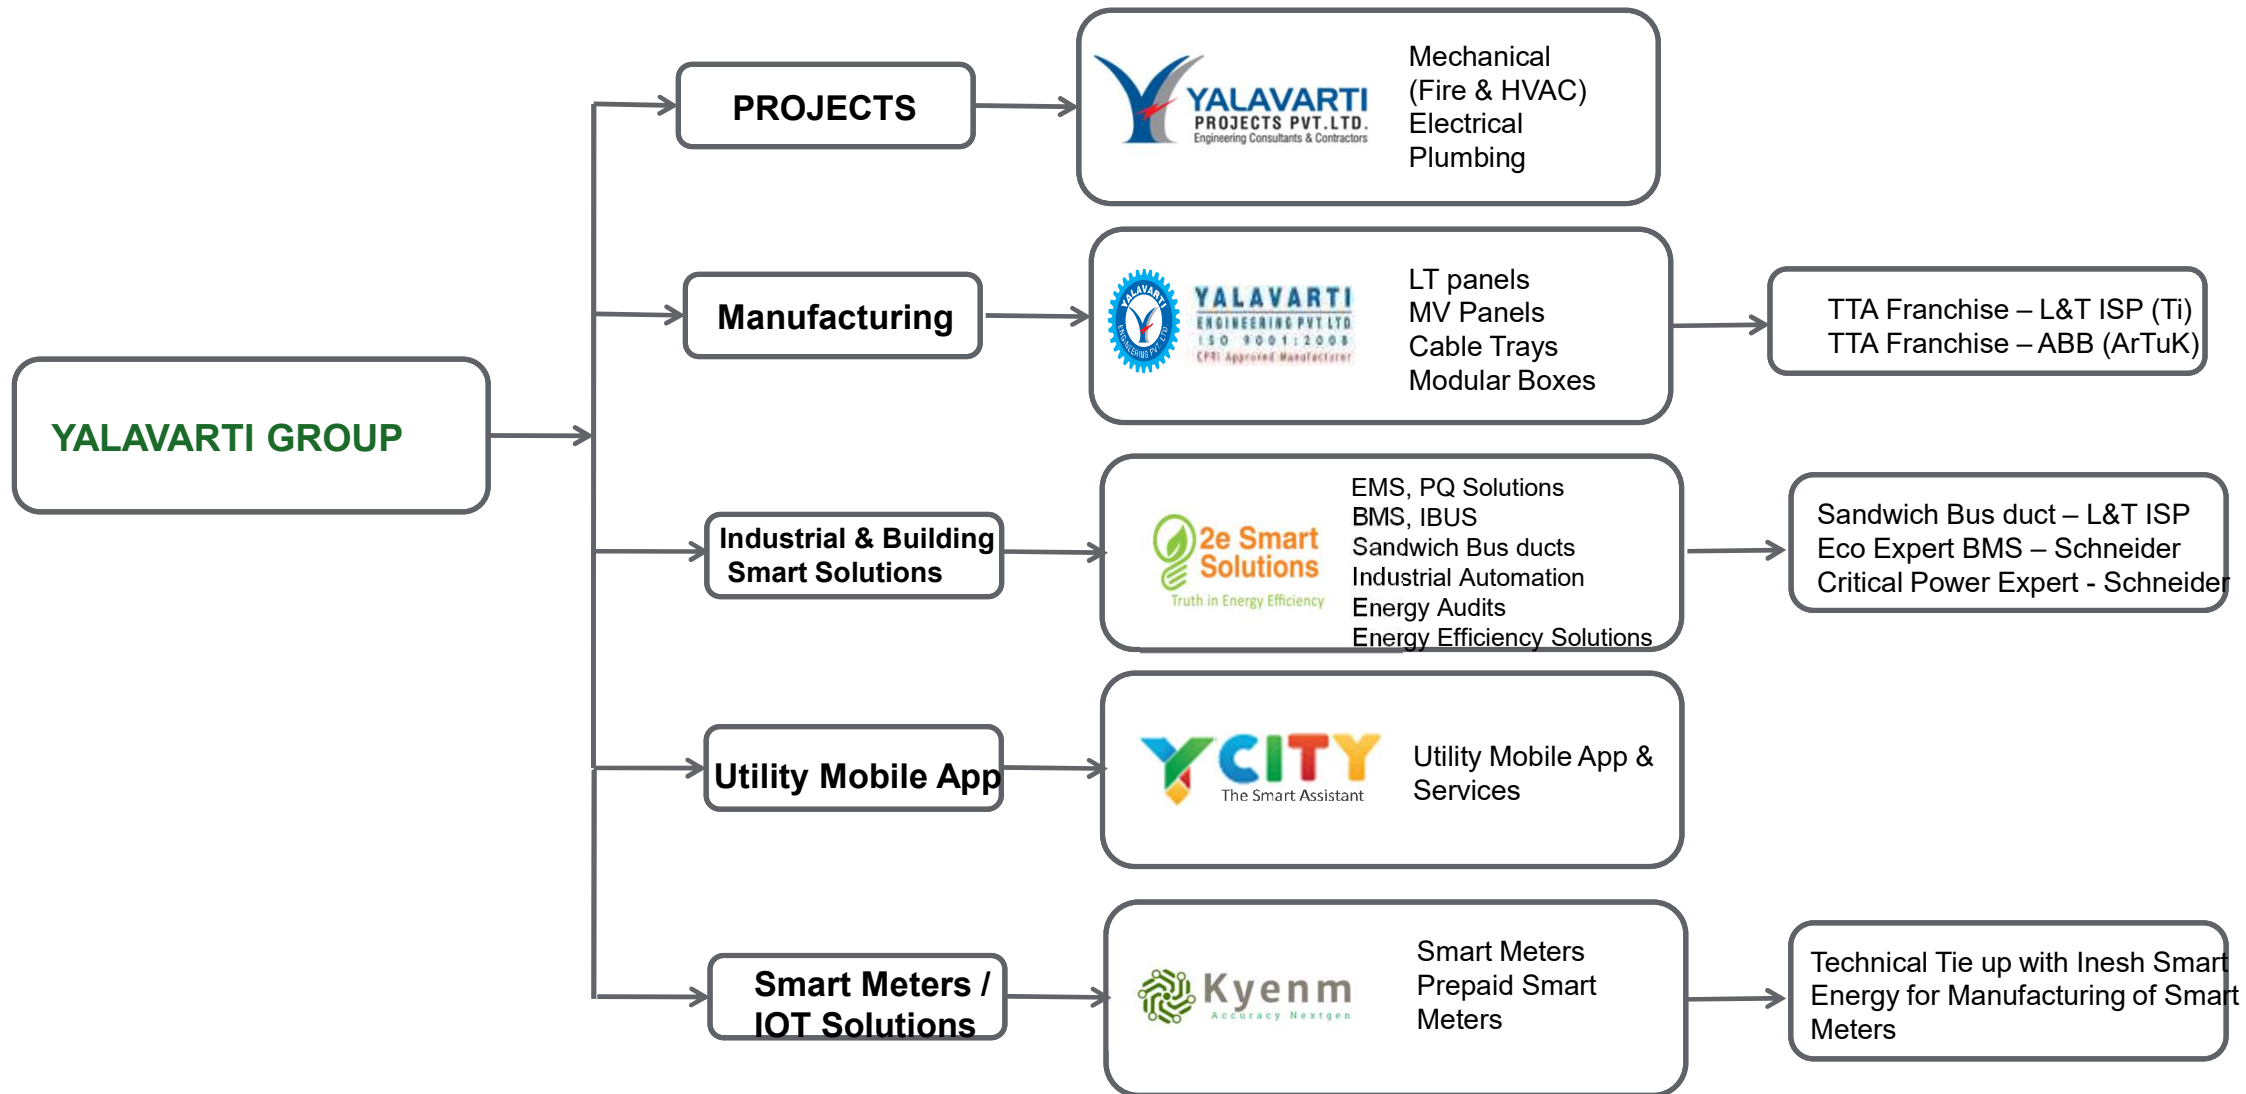 YALAVARTI GROUP
PROJECTS
YALAVARTI
PROJECTS PVT.LTD.
Engineering Consultants & Contractors
Mechanical
(Fire & HVAC)
Electrical
Plumbing
Manufacturing
YALAVARTI
ENGINEERING PVT. LTD
YALAVARTI
ENGINEERING PVT LTD
ISO 9001:2008
CPRI Approved Manufacturer
LT panels
MV Panels
Cable Trays
Modular Boxes
TTA Franchise – L&T ISP (Ti)
TTA Franchise – ABB (ArTuK)
Industrial & Building
Smart Solutions
2e Smart
Solutions
Truth in Energy Efficiency
EMS, PQ Solutions
BMS, IBUS
Sandwich Bus ducts
Industrial Automation
Energy Audits
Energy Efficiency Solutions
Sandwich Bus duct – L&T ISP
Eco Expert BMS – Schneider
Critical Power Expert - Schneider
Utility Mobile App
Y CITY
The Smart Assistant
Utility Mobile App &
Services
Smart Meters /
IOT Solutions
Kyenm
Accuracy Nextgen
Smart Meters
Prepaid Smart
Meters
Technical Tie up with Inesh Smart
Energy for Manufacturing of Smart
Meters